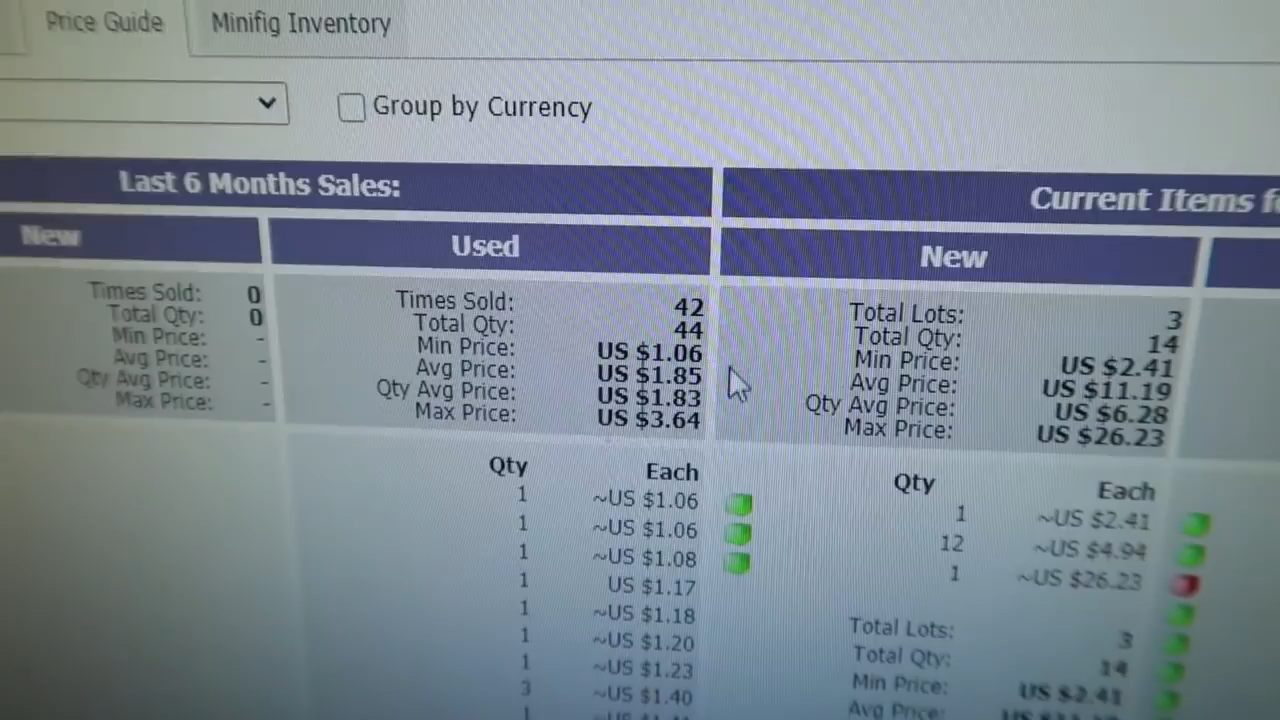 Price Guide
Minifig Inventory
Group by Currency
Last 6 Months Sales:
Current Items f
New
Used
New
Times Sold: 0
Total Qty: 0
Min Price: -
Avg Price: -
Qty Avg Price: -
Max Price: -
Times Sold: 42
Total Qty: 44
Min Price: US $1.06
Avg Price: US $1.85
Qty Avg Price: US $1.83
Max Price: US $3.64
Total Lots: 3
Total Qty: 14
Min Price: US $2.41
Avg Price: US $11.19
Qty Avg Price: US $6.28
Max Price: US $26.23
Qty Each
1 ~US $1.06
1 ~US $1.06
1 ~US $1.08
1 US $1.17
1 ~US $1.18
1 ~US $1.20
1 ~US $1.23
3 ~US $1.40
Qty Each
1 ~US $2.41
12 ~US $4.94
1 ~US $26.23
Total Lots: 3
Total Qty: 14
Min Price: US $2.41
Avg Price: